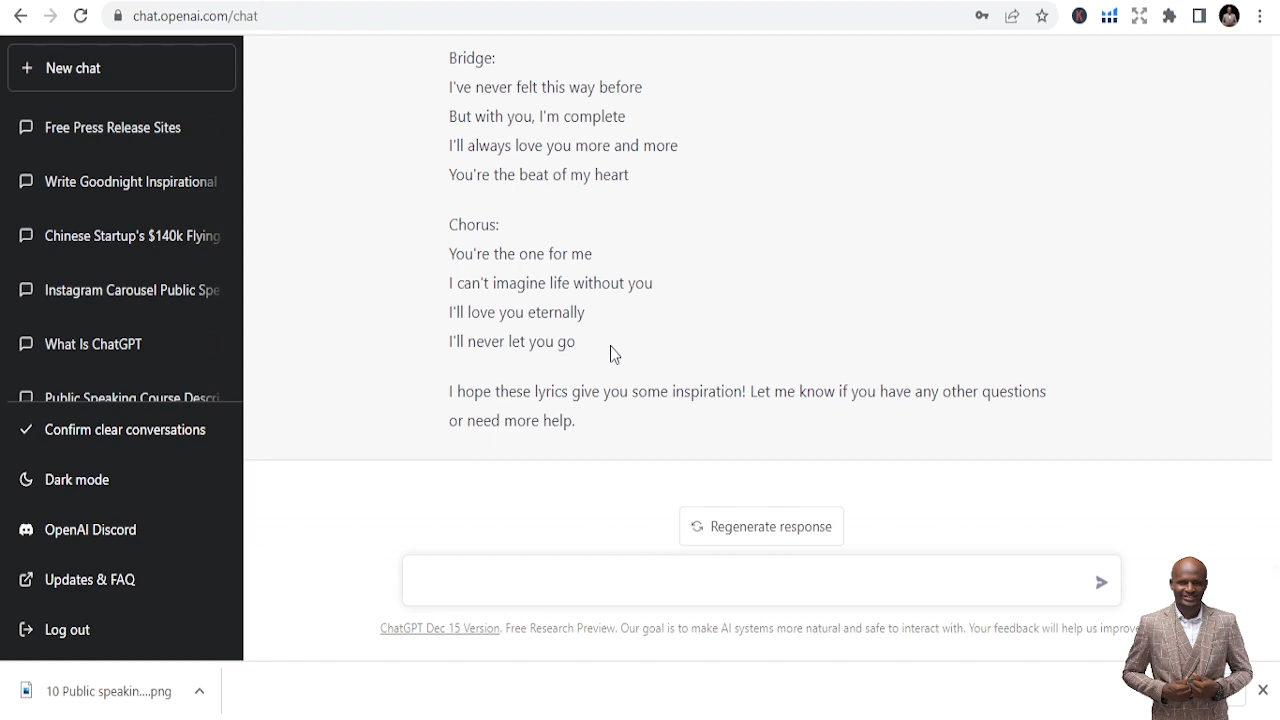 chat.openai.com/chat
New chat
Free Press Release Sites
Write Goodnight Inspirational
Chinese Startup's $140k Flying
Instagram Carousel Public Spe
What Is ChatGPT
Public Speaking Course Descri
Confirm clear conversations
Dark mode
OpenAI Discord
Updates & FAQ
Log out
Bridge:
I've never felt this way before
But with you, I'm complete
I'll always love you more and more
You're the beat of my heart
Chorus:
You're the one for me
I can't imagine life without you
I'll love you eternally
I'll never let you go
I hope these lyrics give you some inspiration! Let me know if you have any other questions
or need more help.
Regenerate response
ChatGPT Dec 15 Version. Free Research Preview. Our goal is to make AI systems more natural and safe to interact with. Your feedback will help us improve
10 Public speakin....png